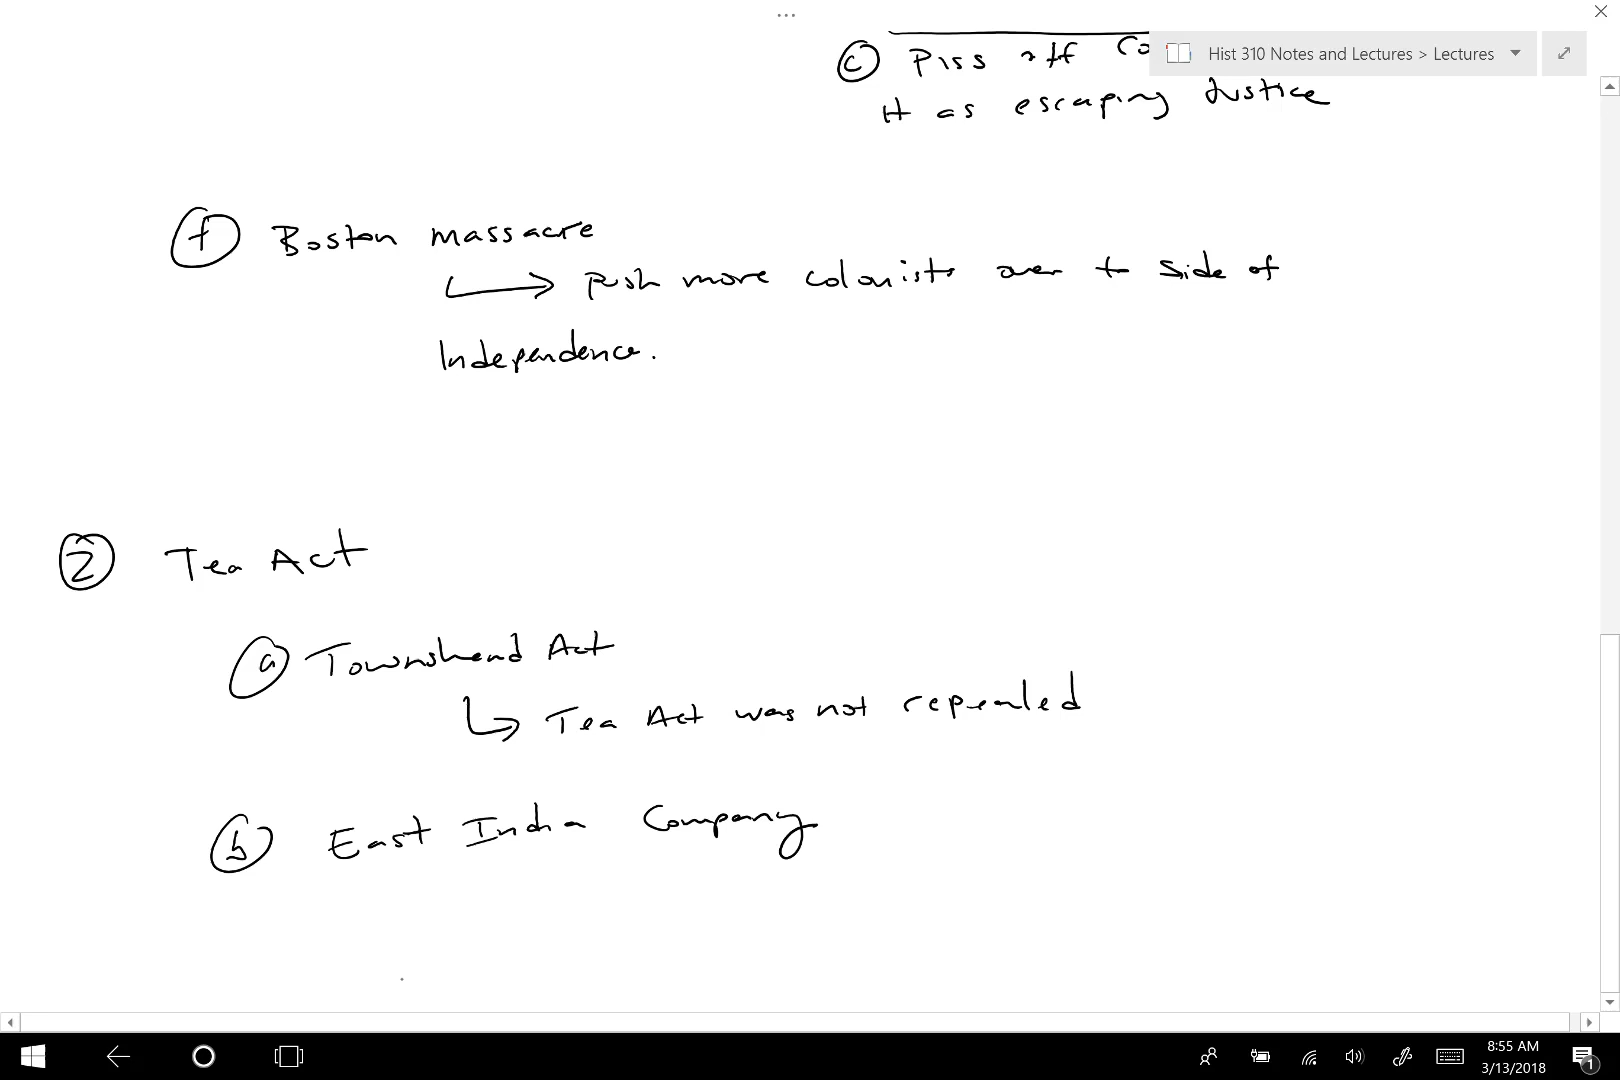 ...
Hist 310 Notes and Lectures > Lectures
c Piss off Co
it as escaping Justice
f Boston massacre
push more colonists over to side of
Independence.
2 Tea Act
a Townshend Act
Tea Act was not repealed
b East India Company
8:55 AM
3/13/2018
1